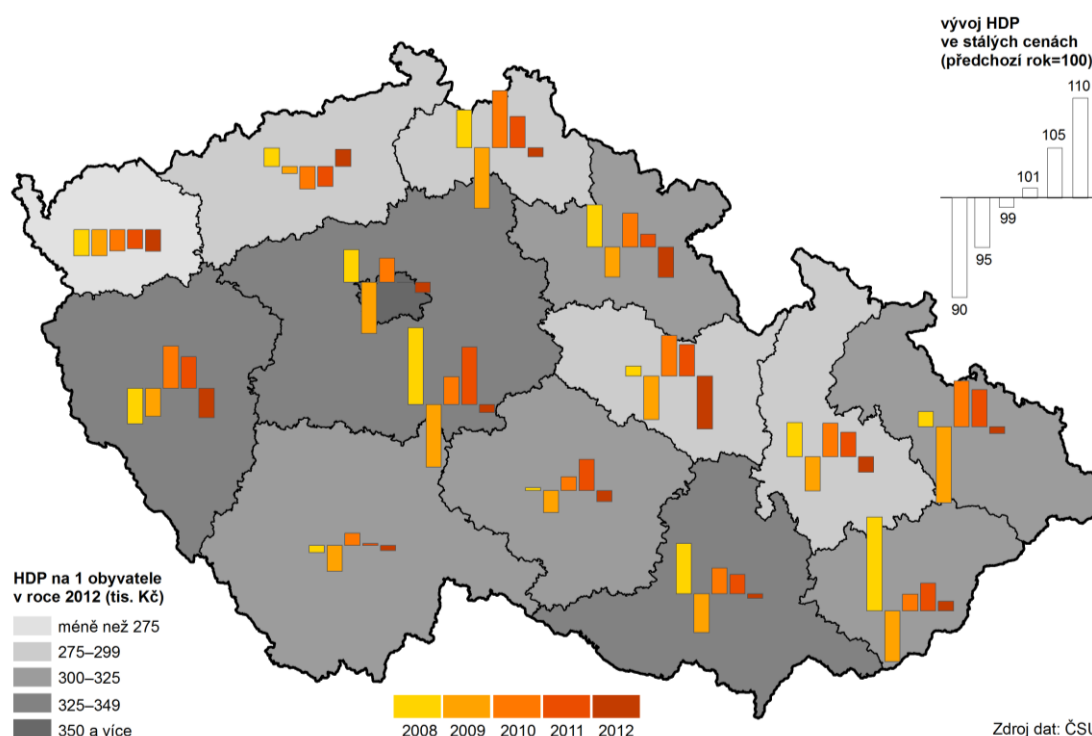 vývoj HDP
ve stálých cenách
(předchozí rok=100)
110
105
101
99
95
90
HDP na 1 obyvatele
v roce 2012 (tis. Kč)
méně než 275
275–299
300–325
325–349
350 a více
2008 2009 2010 2011 2012
Zdroj dat: ČSÚ